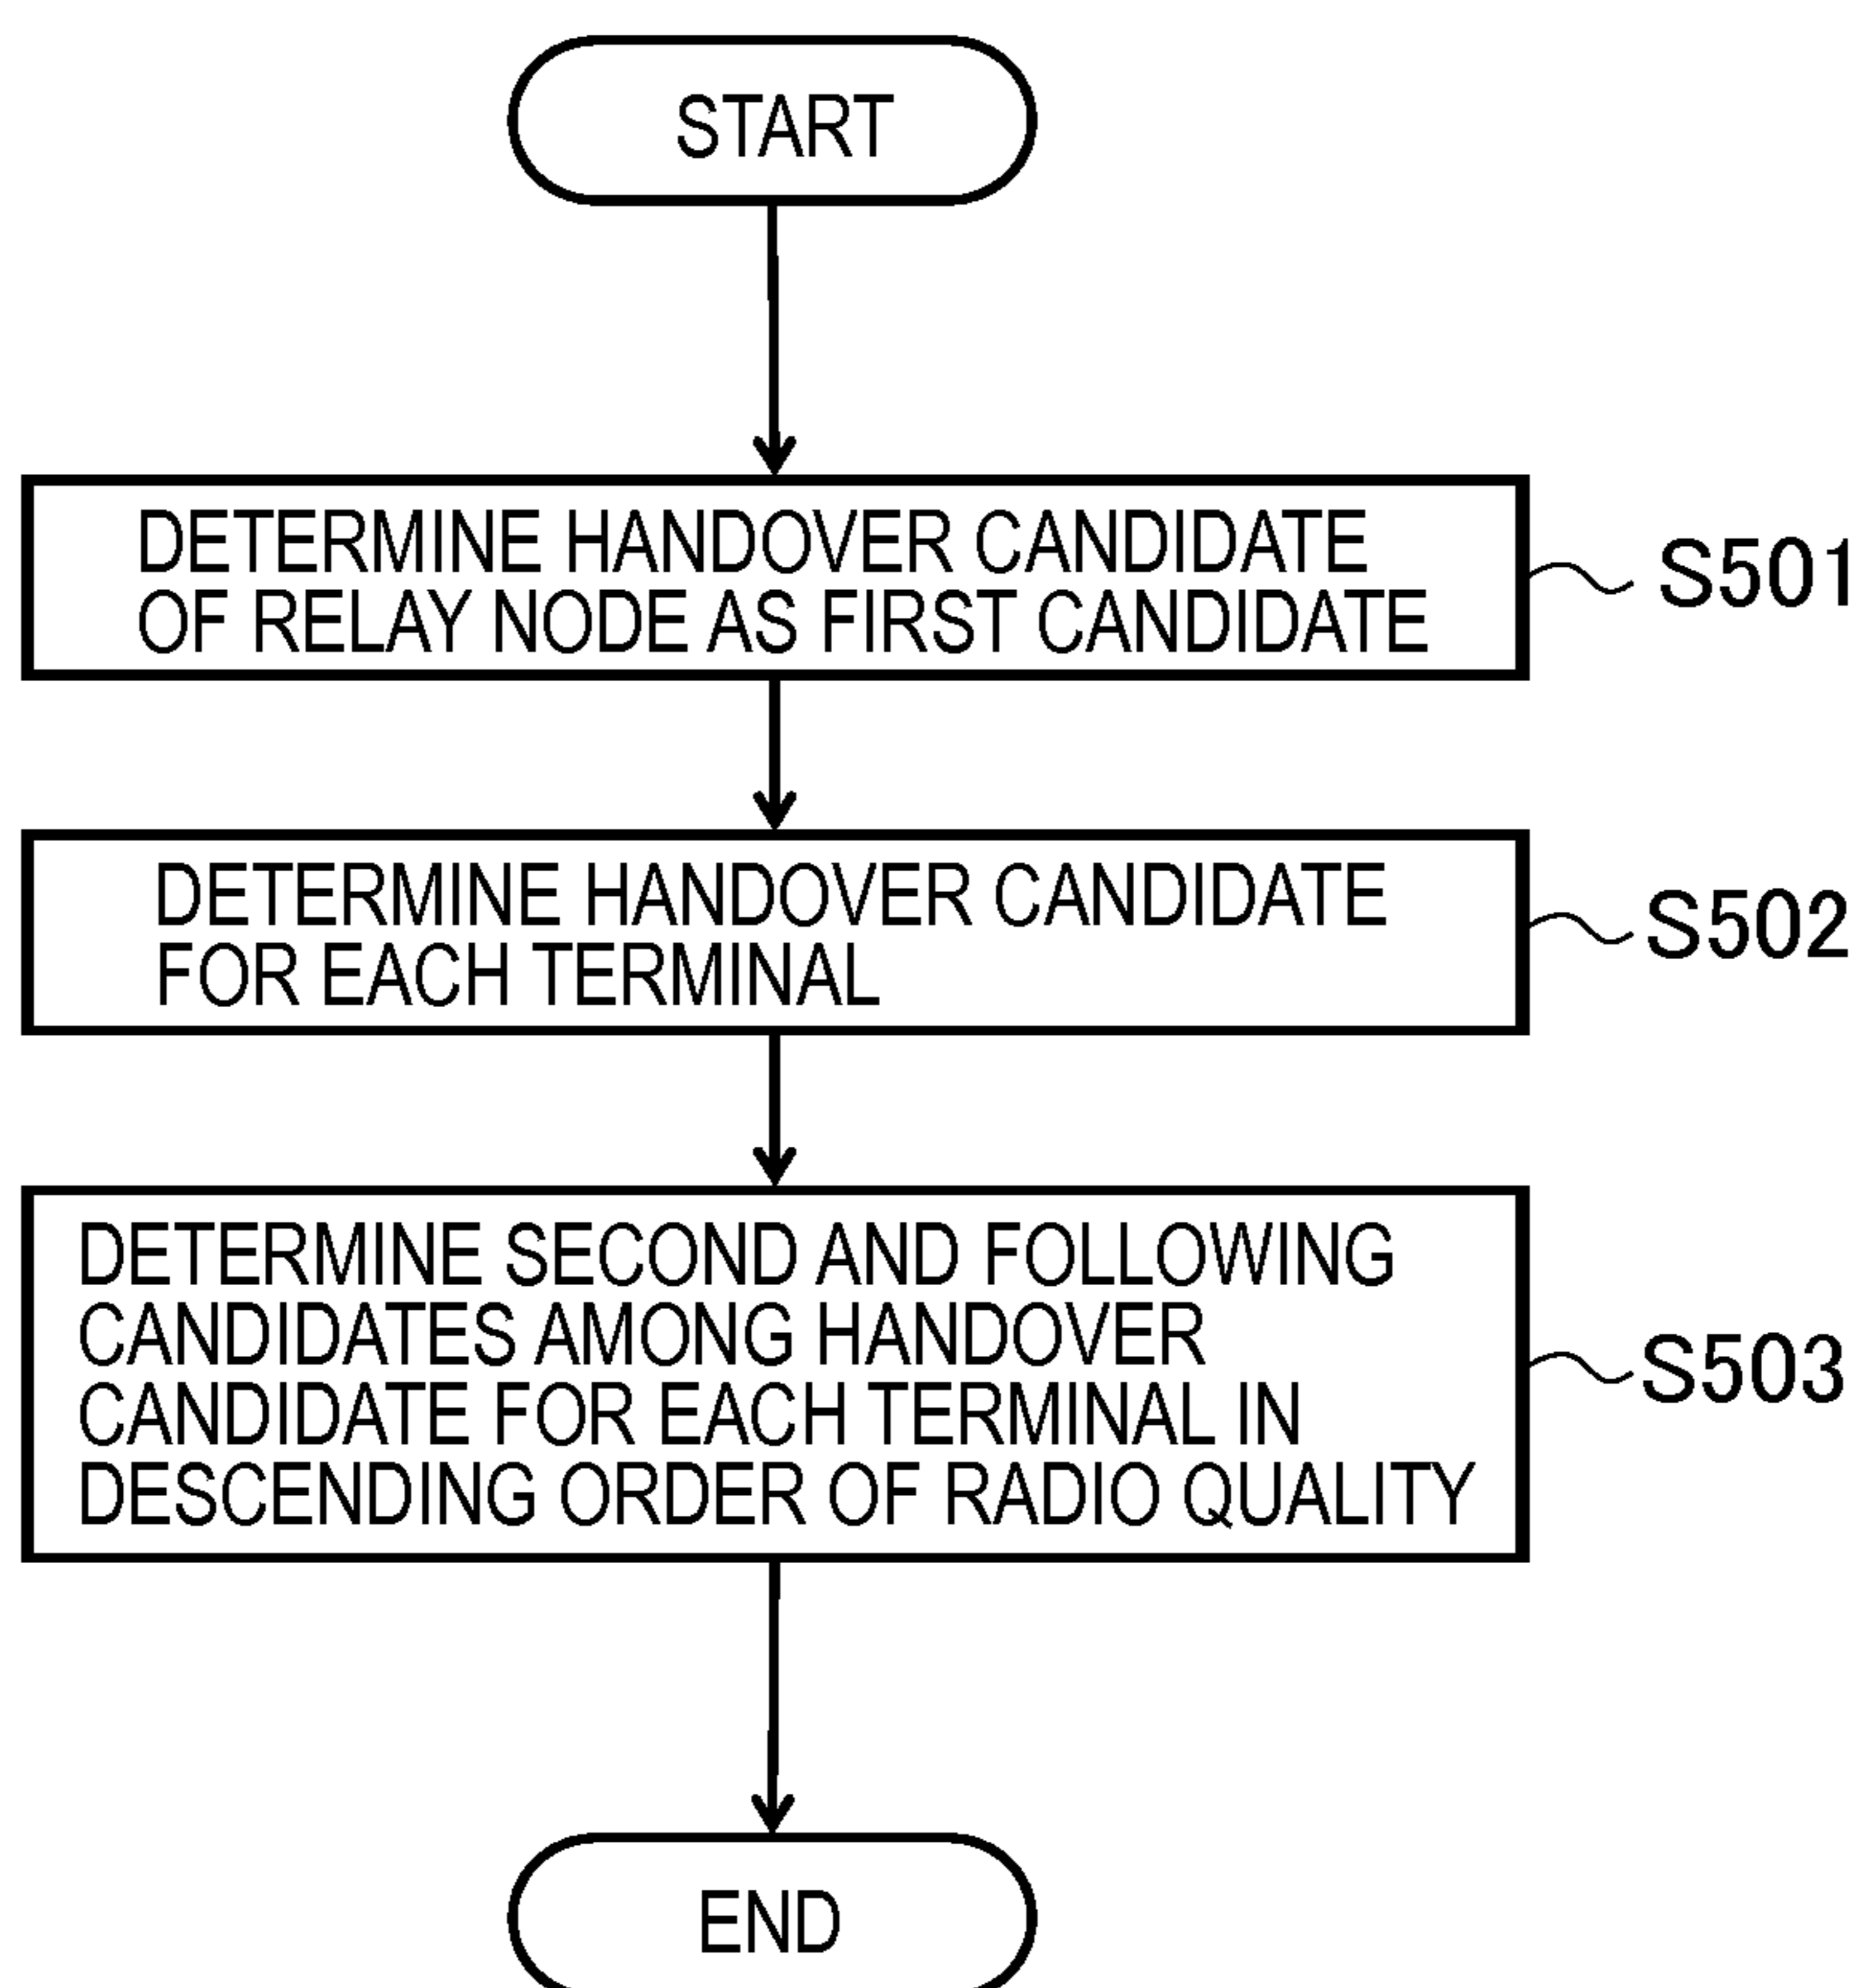 START
DETERMINE HANDOVER CANDIDATE
OF RELAY NODE AS FIRST CANDIDATE
S501
DETERMINE HANDOVER CANDIDATE
FOR EACH TERMINAL
S502
DETERMINE SECOND AND FOLLOWING
CANDIDATES AMONG HANDOVER
CANDIDATE FOR EACH TERMINAL IN
DESCENDING ORDER OF RADIO QUALITY
S503
END